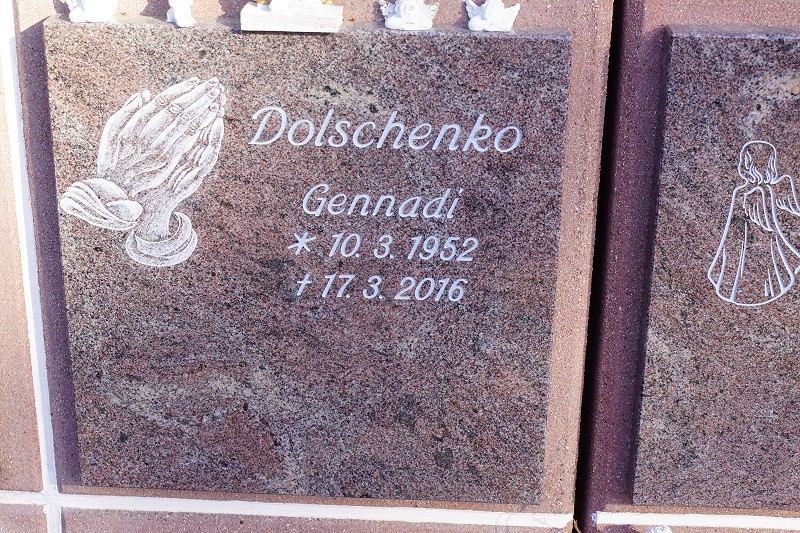 Dolschenko
Gennadi
* 10. 3. 1952
† 17. 3. 2016